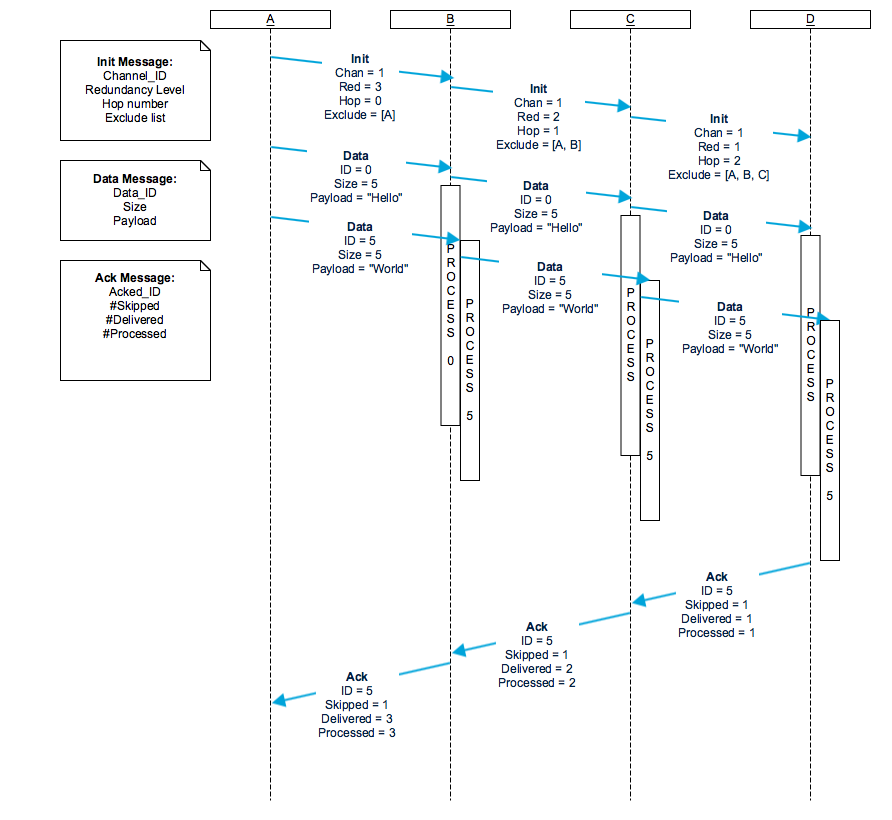 A
B
C
D
Init Message:
Channel_ID
Redundancy Level
Hop number
Exclude list
Data Message:
Data_ID
Size
Payload
Ack Message:
Acked_ID
#Skipped
#Delivered
#Processed
Init
Chan = 1
Red = 3
Hop = 0
Exclude = [A]
Init
Chan = 1
Red = 2
Hop = 1
Exclude = [A, B]
Init
Chan = 1
Red = 1
Hop = 2
Exclude = [A, B, C]
Data
ID = 0
Size = 5
Payload = "Hello"
Data
ID = 0
Size = 5
Payload = "Hello"
Data
ID = 0
Size = 5
Payload = "Hello"
Data
ID = 5
Size = 5
Payload = "World"
Data
ID = 5
Size = 5
Payload = "World"
Data
ID = 5
Size = 5
Payload = "World"
PROCESS 0
PROCESS 5
PROCESS
PROCESS 5
PROCESS
PROCESS 5
Ack
ID = 5
Skipped = 1
Delivered = 1
Processed = 1
Ack
ID = 5
Skipped = 1
Delivered = 2
Processed = 2
Ack
ID = 5
Skipped = 1
Delivered = 3
Processed = 3